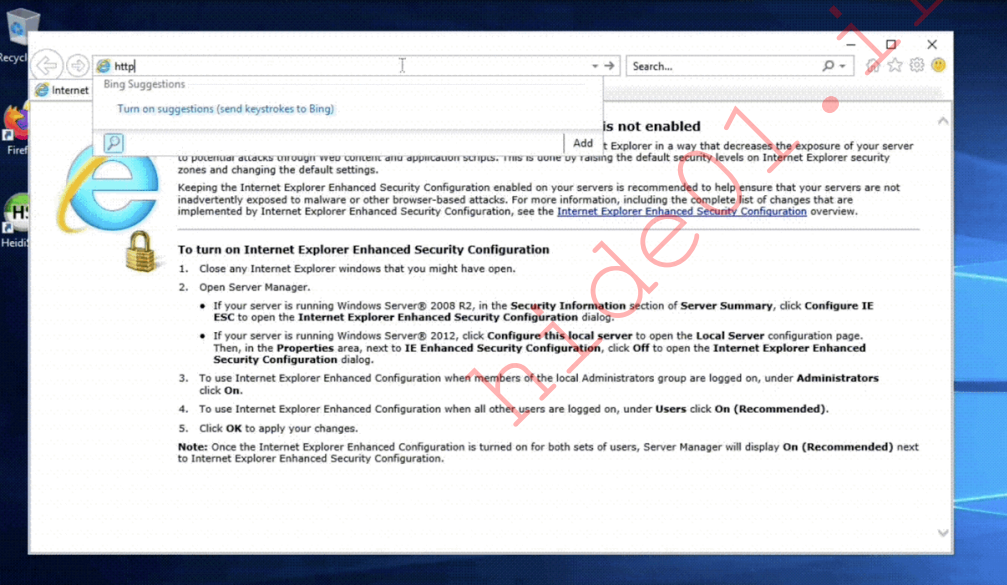 Recycl
http
Search...
Bing Suggestions
Internet
Turn on suggestions (send keystrokes to Bing)
is not enabled
Add
t Explorer in a way that decreases the exposure of your server
to potential attacks through Web content and application scripts. This is done by raising the default security levels on Internet Explorer security
zones and changing the default settings.
Firef
Keeping the Internet Explorer Enhanced Security Configuration enabled on your servers is recommended to help ensure that your servers are not
inadvertently exposed to malware or other browser-based attacks. For more information, including the complete list of changes that are
implemented by Internet Explorer Enhanced Security Configuration, see the Internet Explorer Enhanced Security Configuration overview.
HS
HeidiS
To turn on Internet Explorer Enhanced Security Configuration
1. Close any Internet Explorer windows that you might have open.
2. Open Server Manager.
• If your server is running Windows Server® 2008 R2, in the Security Information section of Server Summary, click Configure IE
ESC to open the Internet Explorer Enhanced Security Configuration dialog.
• If your server is running Windows Server® 2012, click Configure this local server to open the Local Server configuration page.
Then, in the Properties area, next to IE Enhanced Security Configuration, click Off to open the Internet Explorer Enhanced
Security Configuration dialog.
3. To use Internet Explorer Enhanced Configuration when members of the local Administrators group are logged on, under Administrators
click On.
4. To use Internet Explorer Enhanced Configuration when all other users are logged on, under Users click On (Recommended).
5. Click OK to apply your changes.
Note: Once the Internet Explorer Enhanced Configuration is turned on for both sets of users, Server Manager will display On (Recommended) next
to Internet Explorer Enhanced Security Configuration.
hide01.i